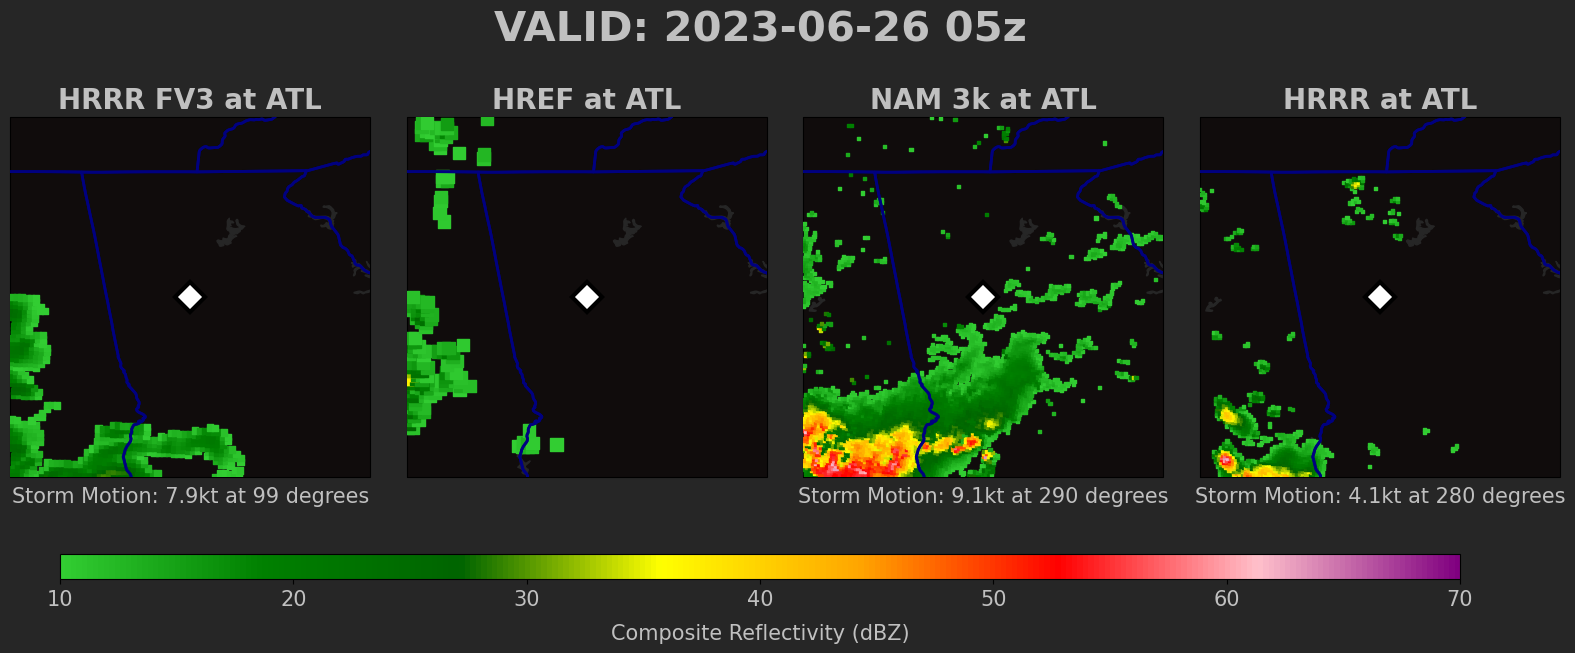 VALID: 2023-06-26 05z
HRRR FV3 at ATL
HREF at ATL
NAM 3k at ATL
HRRR at ATL
Storm Motion: 7.9kt at 99 degrees
Storm Motion: 9.1kt at 290 degrees
Storm Motion: 4.1kt at 280 degrees
10 20 30 40 50 60 70
Composite Reflectivity (dBZ)